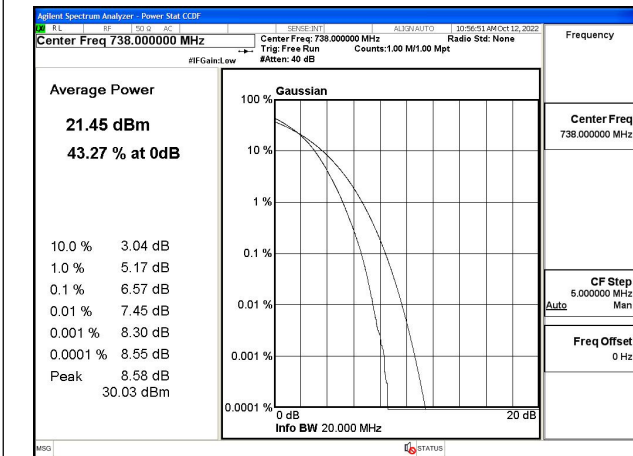 Agilent Spectrum Analyzer - Power Stat CCDF
RL RF 50 Ω AC SENSE:INT ALIGNAUTO 10:56:51 AM Oct 12, 2022
Center Freq 738.000000 MHz
Center Freq: 738.000000 MHz Radio Std: None
Trig: Free Run Counts:1.00 M/1.00 Mpt
#IFGain:Low #Atten: 40 dB
Frequency
Average Power
21.45 dBm
43.27 % at 0dB
10.0 % 3.04 dB
1.0 % 5.17 dB
0.1 % 6.57 dB
0.01 % 7.45 dB
0.001 % 8.30 dB
0.0001 % 8.55 dB
Peak 8.58 dB
30.03 dBm
Gaussian
100 %
10 %
1 %
0.1 %
0.01 %
0.001 %
0.0001 %
0 dB 20 dB
Info BW 20.000 MHz
Center Freq
738.000000 MHz
CF Step
5.000000 MHz
Auto Man
Freq Offset
0 Hz
MSG STATUS